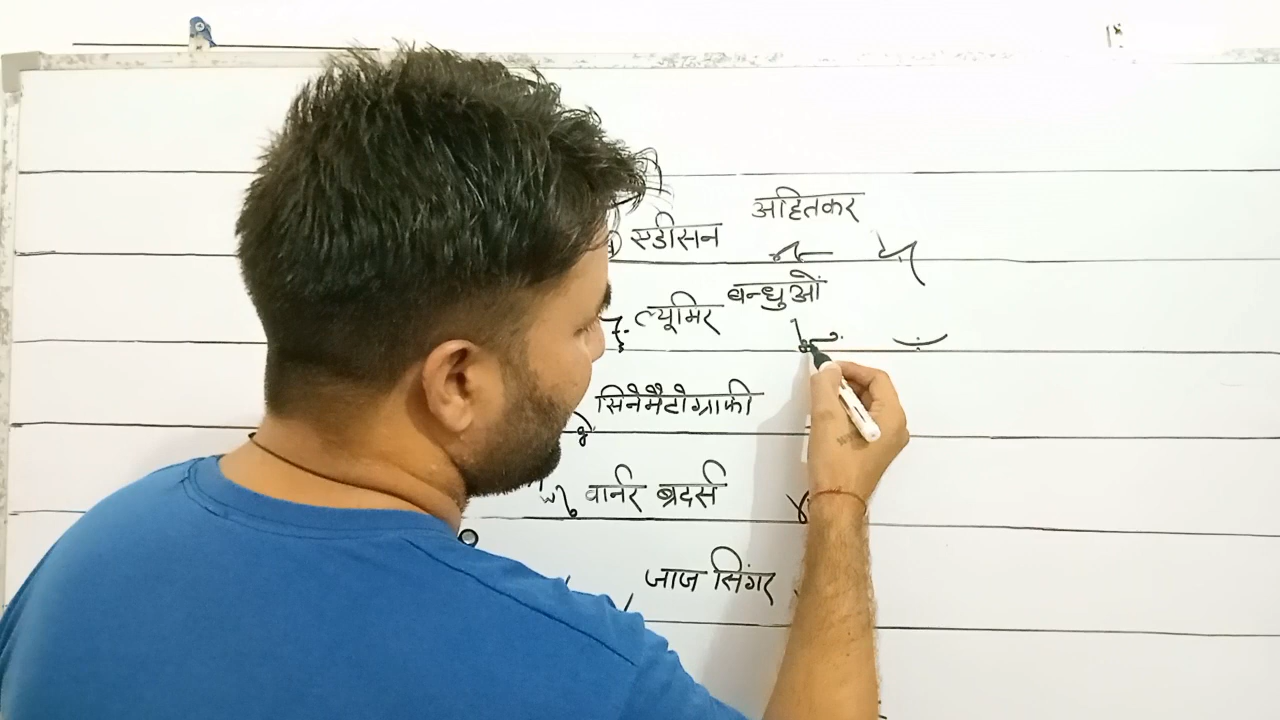 अहितकर
एडीसन
बन्धुओं
ल्यूमिर
सिनेमैटोग्राफी
वार्नर ब्रदर्स
जाज सिंगर